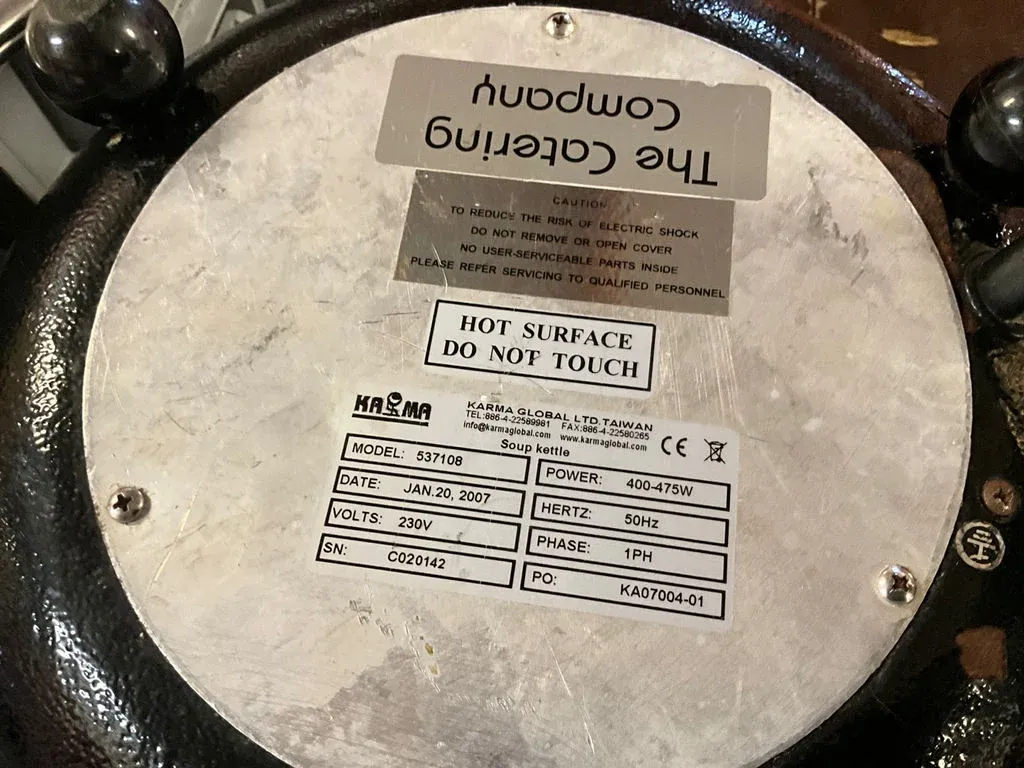 The Catering
Company
CAUTION
TO REDUCE THE RISK OF ELECTRIC SHOCK
DO NOT REMOVE OR OPEN COVER
NO USER-SERVICEABLE PARTS INSIDE
PLEASE REFER SERVICING TO QUALIFIED PERSONNEL
HOT SURFACE
DO NOT TOUCH
KARMA
KARMA GLOBAL LTD.TAIWAN
TEL:886-4-22589981 FAX:886-4-22580265
info@karmaglobal.com www.karmaglobal.com
CE
Soup kettle
MODEL: 537108
POWER: 400-475W
DATE: JAN.20, 2007
HERTZ: 50Hz
VOLTS: 230V
PHASE: 1PH
SN: C020142
PO: KA07004-01